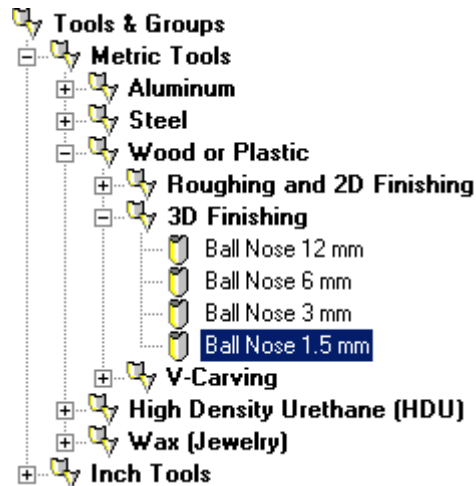 Tools & Groups
Metric Tools
Aluminum
Steel
Wood or Plastic
Roughing and 2D Finishing
3D Finishing
Ball Nose 12 mm
Ball Nose 6 mm
Ball Nose 3 mm
Ball Nose 1.5 mm
V-Carving
High Density Urethane (HDU)
Wax (Jewelry)
Inch Tools